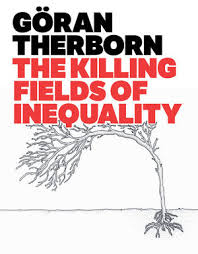 GÖRAN
THERBORN
THE KILLING
FIELDS OF
INEQUALITY